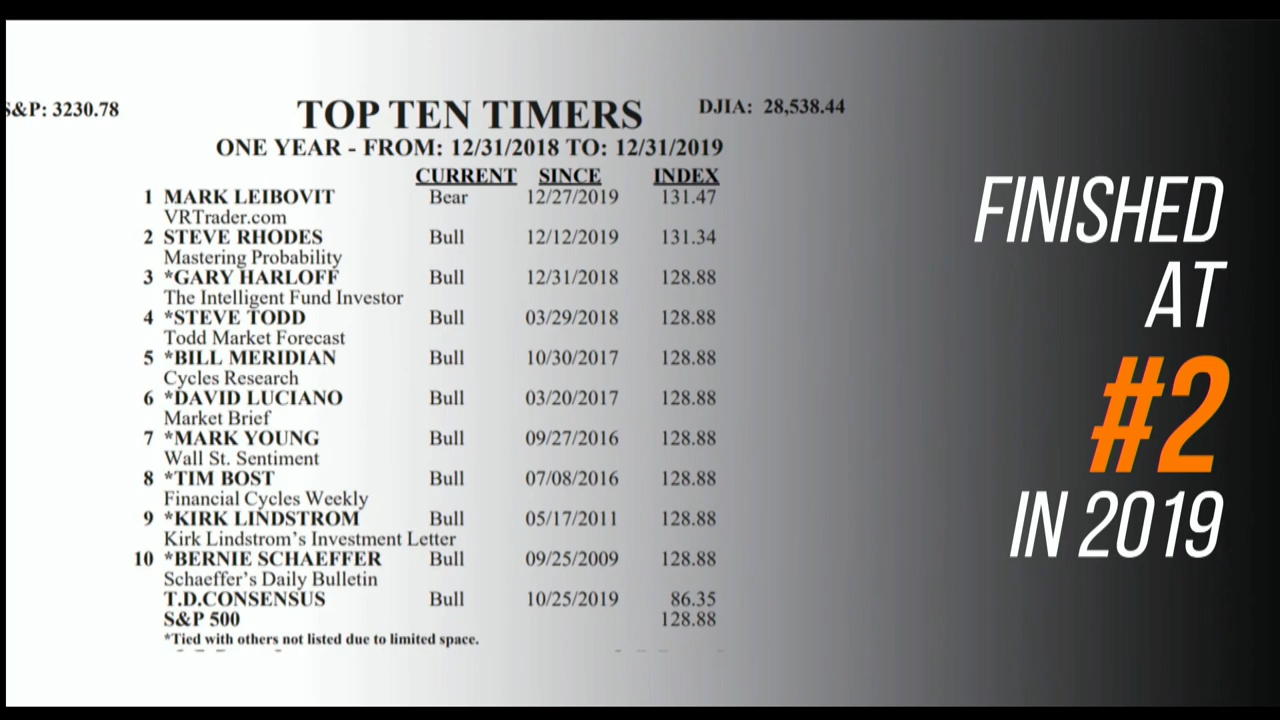 S&P: 3230.78
TOP TEN TIMERS
DJIA: 28,538.44
ONE YEAR - FROM: 12/31/2018 TO: 12/31/2019
CURRENT SINCE INDEX
1 MARK LEIBOVIT Bear 12/27/2019 131.47
VRTrader.com
2 STEVE RHODES Bull 12/12/2019 131.34
Mastering Probability
3 *GARY HARLOFF Bull 12/31/2018 128.88
The Intelligent Fund Investor
4 *STEVE TODD Bull 03/29/2018 128.88
Todd Market Forecast
5 *BILL MERIDIAN Bull 10/30/2017 128.88
Cycles Research
6 *DAVID LUCIANO Bull 03/20/2017 128.88
Market Brief
7 *MARK YOUNG Bull 09/27/2016 128.88
Wall St. Sentiment
8 *TIM BOST Bull 07/08/2016 128.88
Financial Cycles Weekly
9 *KIRK LINDSTROM Bull 05/17/2011 128.88
Kirk Lindstrom's Investment Letter
10 *BERNIE SCHAEFFER Bull 09/25/2009 128.88
Schaeffer's Daily Bulletin
T.D.CONSENSUS Bull 10/25/2019 86.35
S&P 500 128.88
*Tied with others not listed due to limited space.
FINISHED
AT
#2
IN 2019